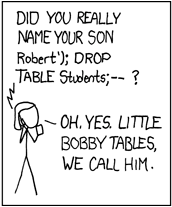 DID YOU REALLY
NAME YOUR SON
Robert'); DROP
TABLE Students;-- ?
OH. YES. LITTLE
BOBBY TABLES,
WE CALL HIM.